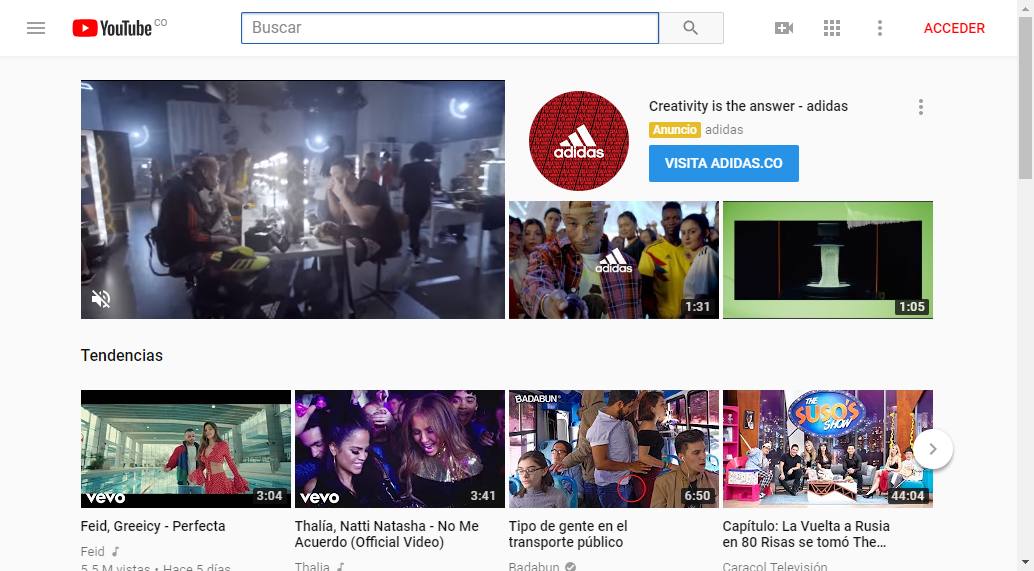 YouTube CO
Buscar
ACCEDER
Creativity is the answer - adidas
Anuncio adidas
VISITA ADIDAS.CO
adidas
adidas
1:31
1:05
Tendencias
vevo
3:04
vevo
3:41
BADABUN
6:50
THE
SUSO'S
SHOW
44:04
Feid, Greeicy - Perfecta
Feid
5,5 M vistas • Hace 5 días
Thalía, Natti Natasha - No Me
Acuerdo (Official Video)
Thalia
Tipo de gente en el
transporte público
Badabun
Capítulo: La Vuelta a Rusia
en 80 Risas se tomó The...
Caracol Televisión